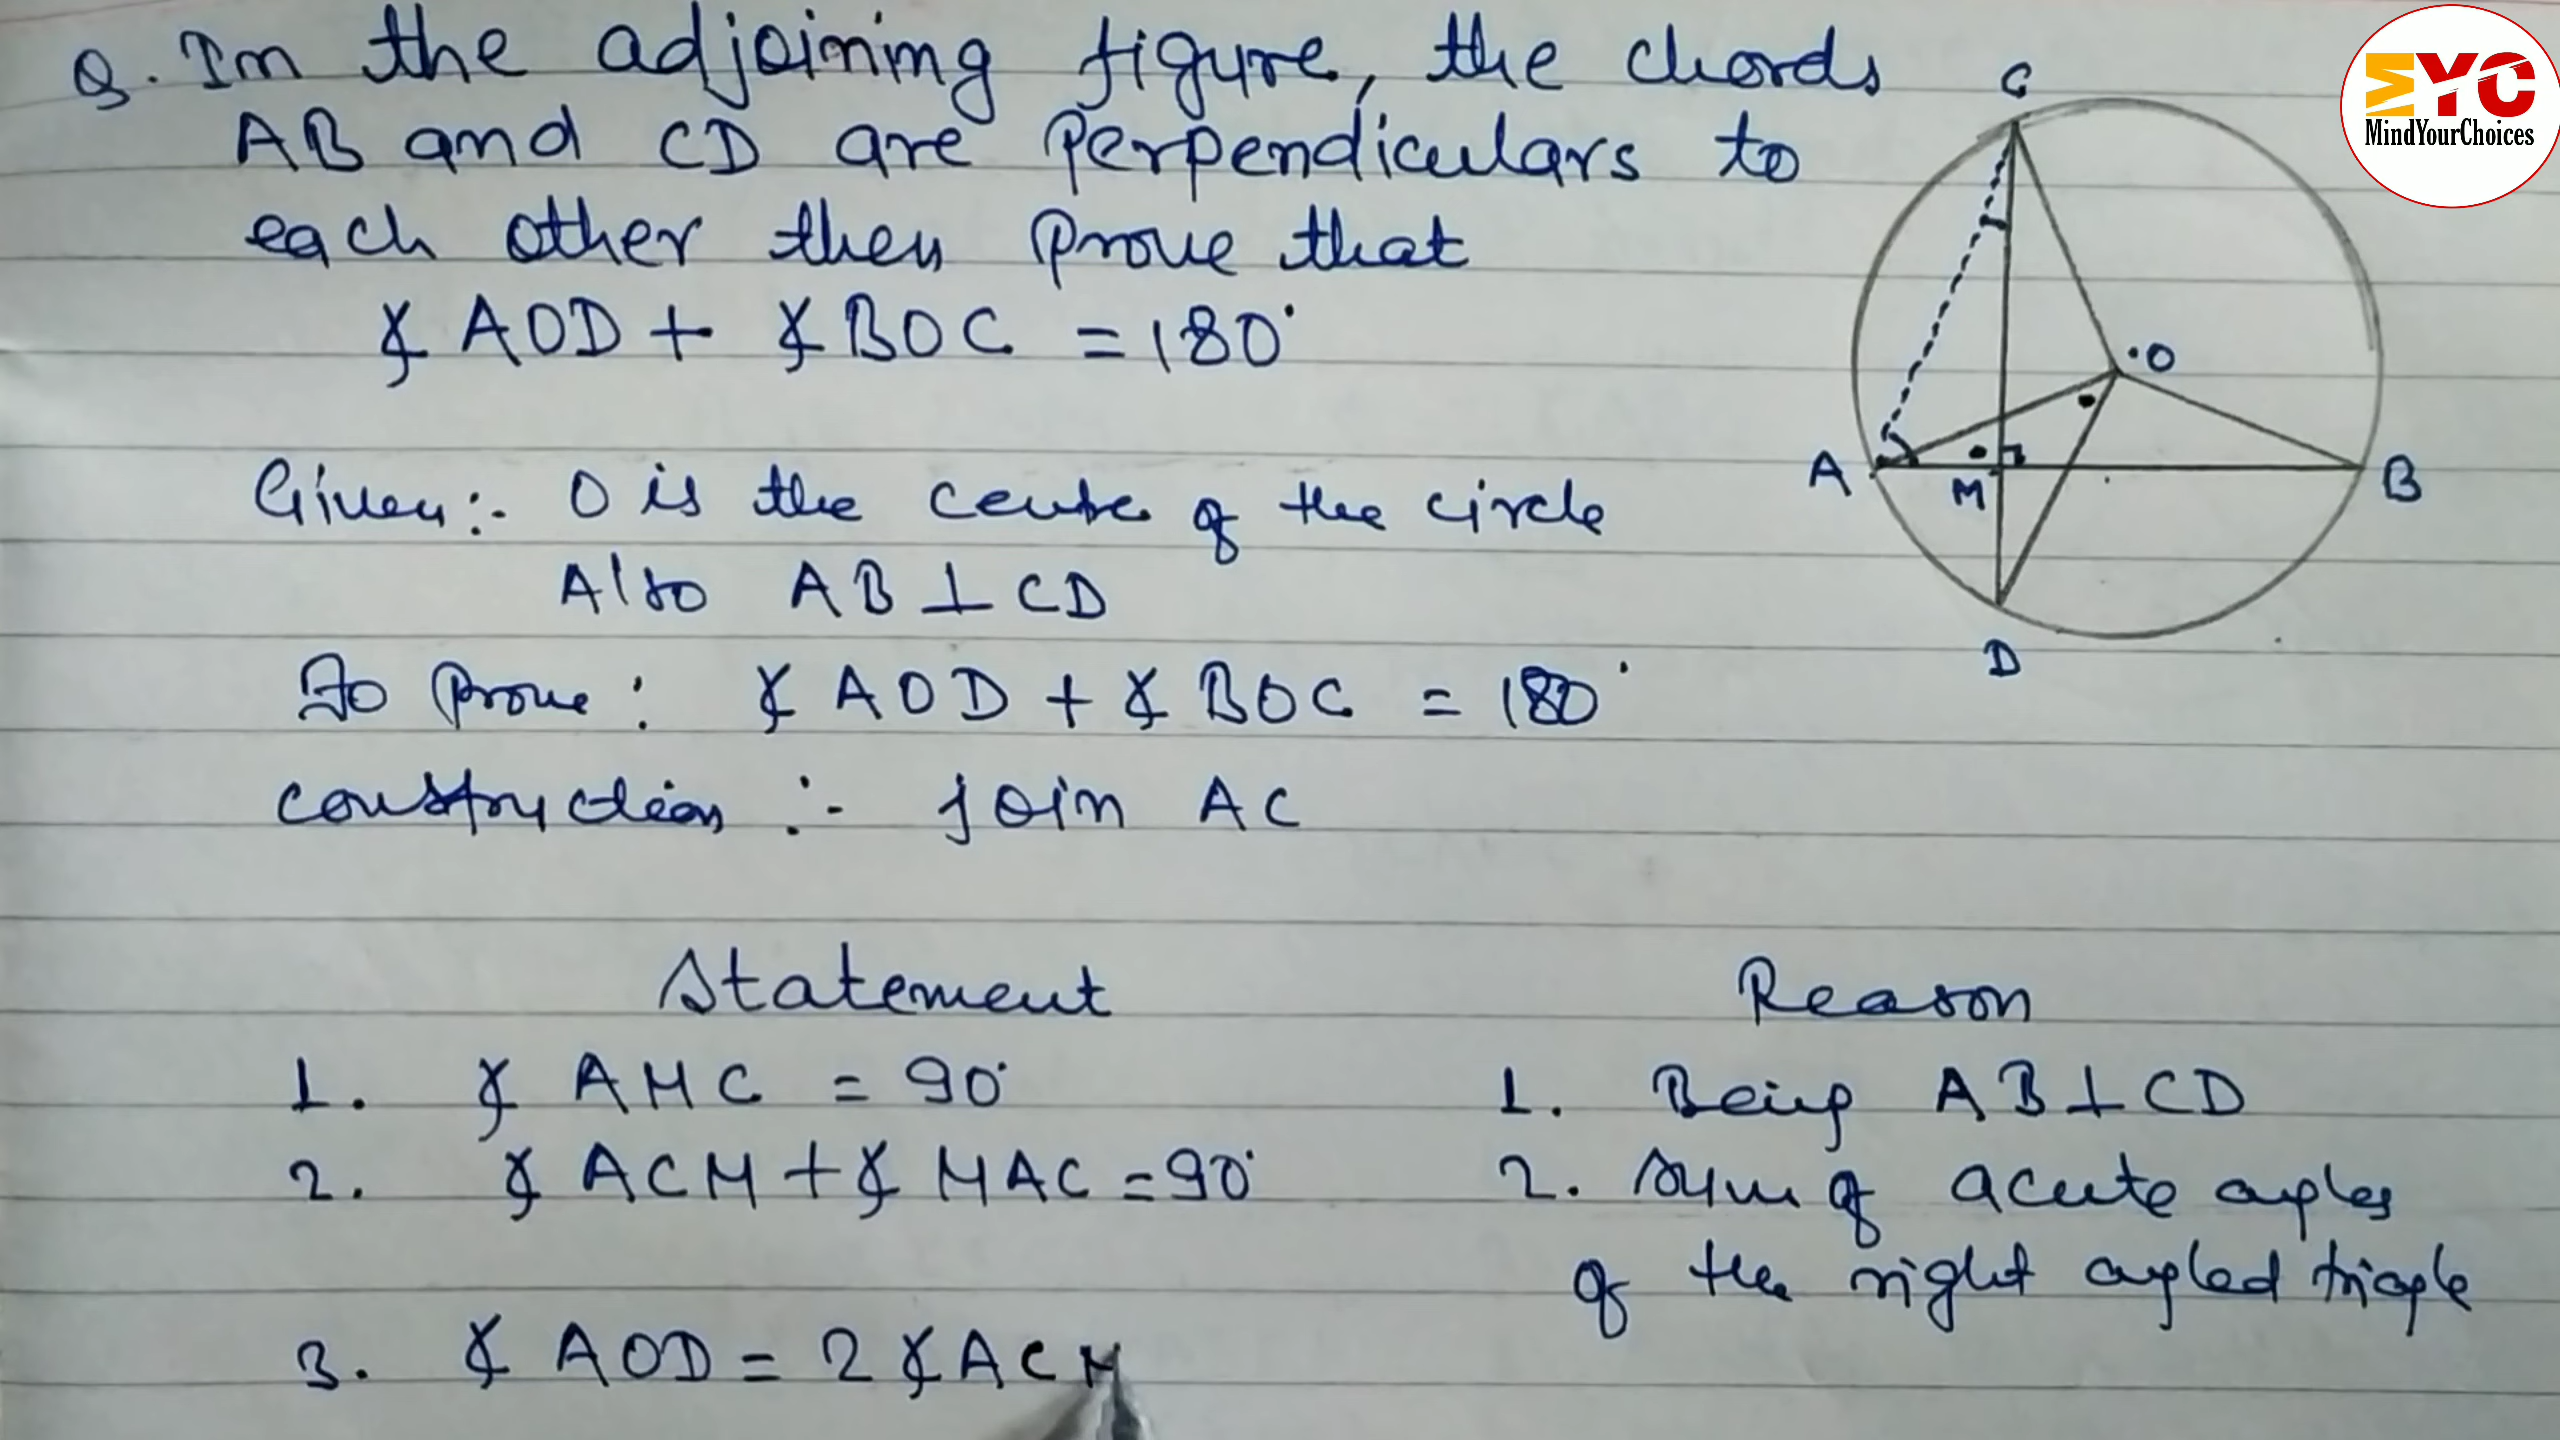 Q. In the adjoining figure, the chords
AB and CD are Perpendiculars to
each other then Prove that
∡ AOD + ∡ BOC = 180°
Given:- O is the centre of the circle
Also AB ⊥ CD
To Prove: ∡ AOD + ∡ BOC = 180°
Construction :- join AC
Statement Reason
1. ∡ AMC = 90° 1. Being AB ⊥ CD
2. ∡ ACM + ∡ MAC = 90° 2. Sum of acute angles
of the right angled triangle
3. ∡ AOD = 2 ∡ ACM
C
O
A
M
B
D
MYC
MindYourChoices